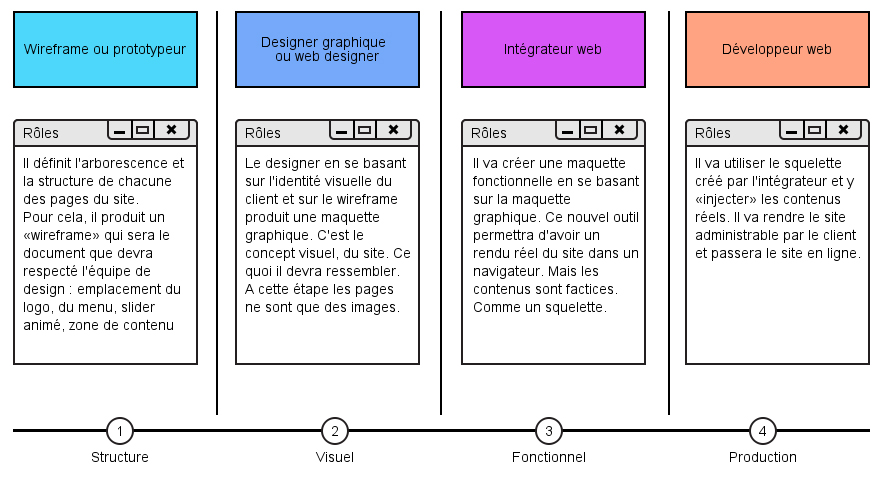 Wireframe ou prototypeur
Designer graphique
ou web designer
Intégrateur web
Développeur web
Rôles
Il définit l'arborescence et
la structure de chacune
des pages du site.
Pour cela, il produit un
«wireframe» qui sera le
document que devra
respecté l'équipe de
design : emplacement du
logo, du menu, slider
animé, zone de contenu
Rôles
Le designer en se basant
sur l'identité visuelle du
client et sur le wireframe
produit une maquette
graphique. C'est le
concept visuel, du site. Ce
quoi il devra ressembler.
A cette étape les pages
ne sont que des images.
Rôles
Il va créer une maquette
fonctionnelle en se basant
sur la maquette
graphique. Ce nouvel outil
permettra d'avoir un
rendu réel du site dans un
navigateur. Mais les
contenus sont factices.
Comme un squelette.
Rôles
Il va utiliser le squelette
créé par l'intégrateur et y
«injecter» les contenus
réels. Il va rendre le site
administrable par le client
et passera le site en ligne.
1
Structure
2
Visuel
3
Fonctionnel
4
Production